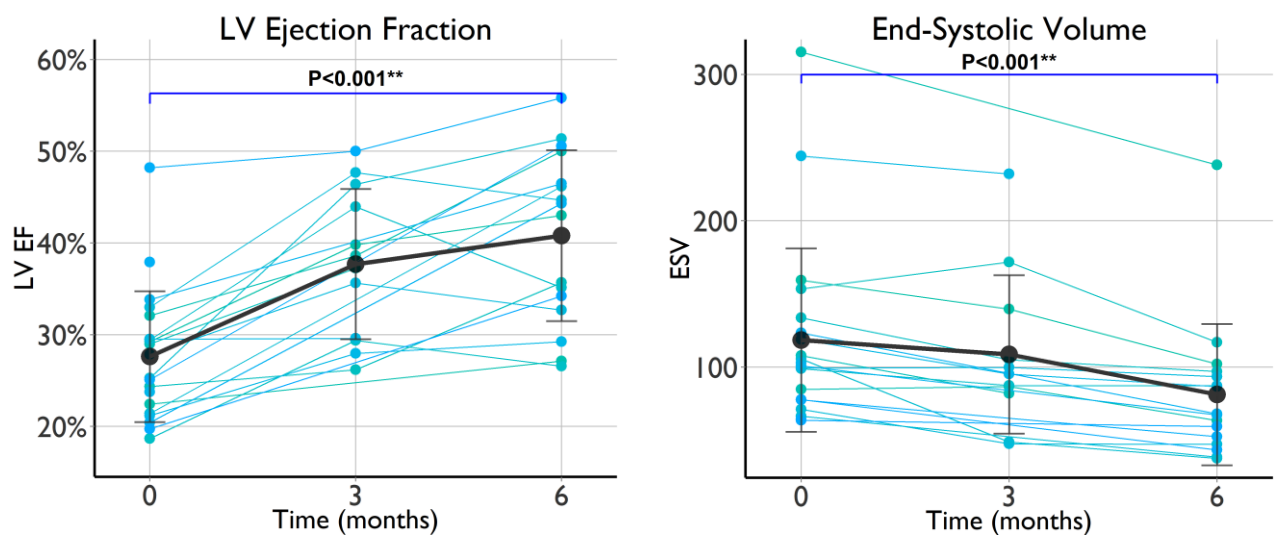 LV Ejection Fraction
60%
P<0.001**
50%
40%
LV EF
30%
20%
0
3
6
Time (months)
End-Systolic Volume
P<0.001**
300
200
ESV
100
0
3
6
Time (months)